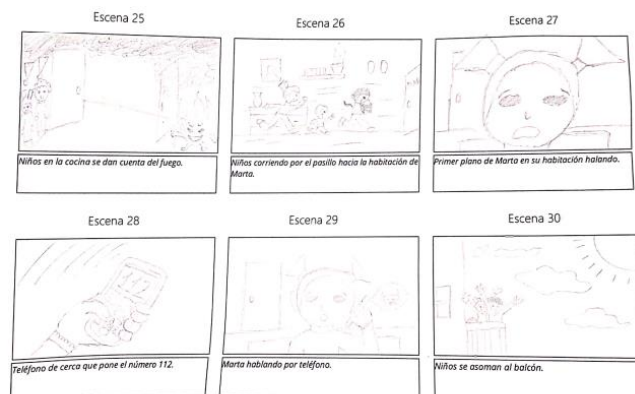 Escena 25
Escena 26
Escena 27
Niños en la cocina se dan cuenta del fuego.
Niños corriendo por el pasillo hacia la habitación de
Marta.
Primer plano de Marta en su habitación halando.
Escena 28
Escena 29
Escena 30
112
Teléfono de cerca que pone el número 112.
Marta hablando por teléfono.
Niños se asoman al balcón.